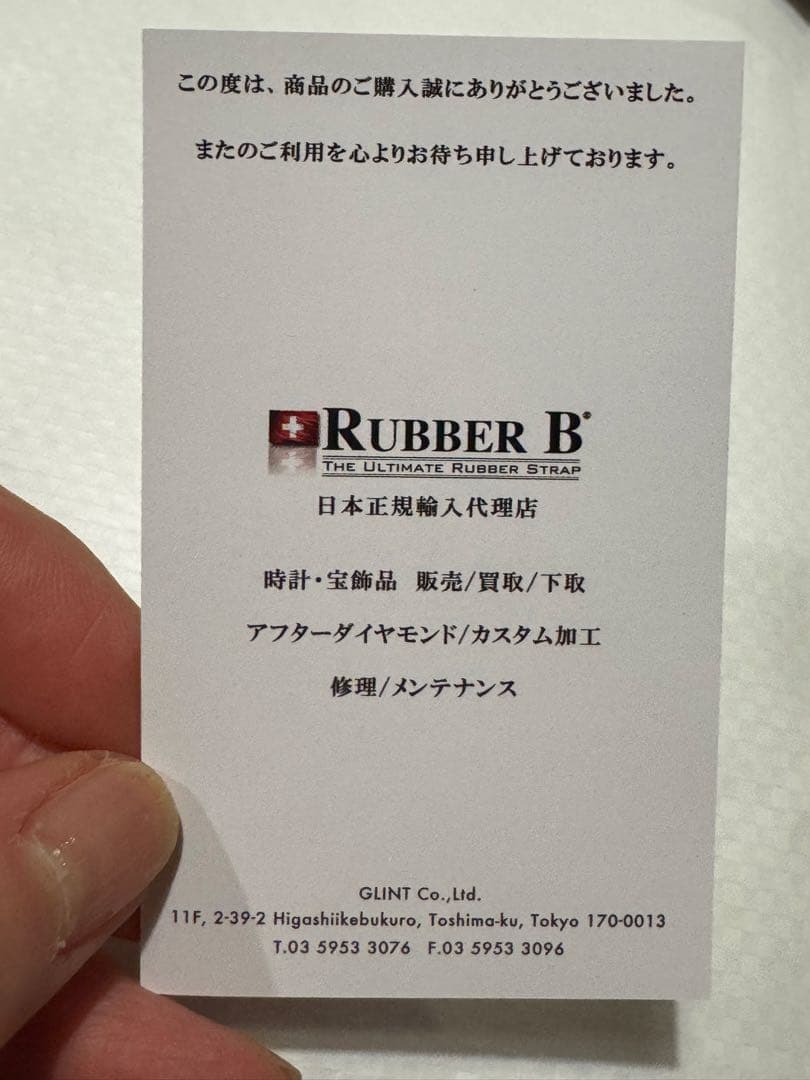 この度は、商品のご購入誠にありがとうございました。
またのご利用を心よりお待ち申し上げております。
RUBBER B®
THE ULTIMATE RUBBER STRAP
日本正規輸入代理店
時計・宝飾品 販売/買取/下取
アフターダイヤモンド/カスタム加工
修理/メンテナンス
GLINT Co.,Ltd.
11F, 2-39-2 Higashiikebukuro, Toshima-ku, Tokyo 170-0013
T.03 5953 3076 F.03 5953 3096